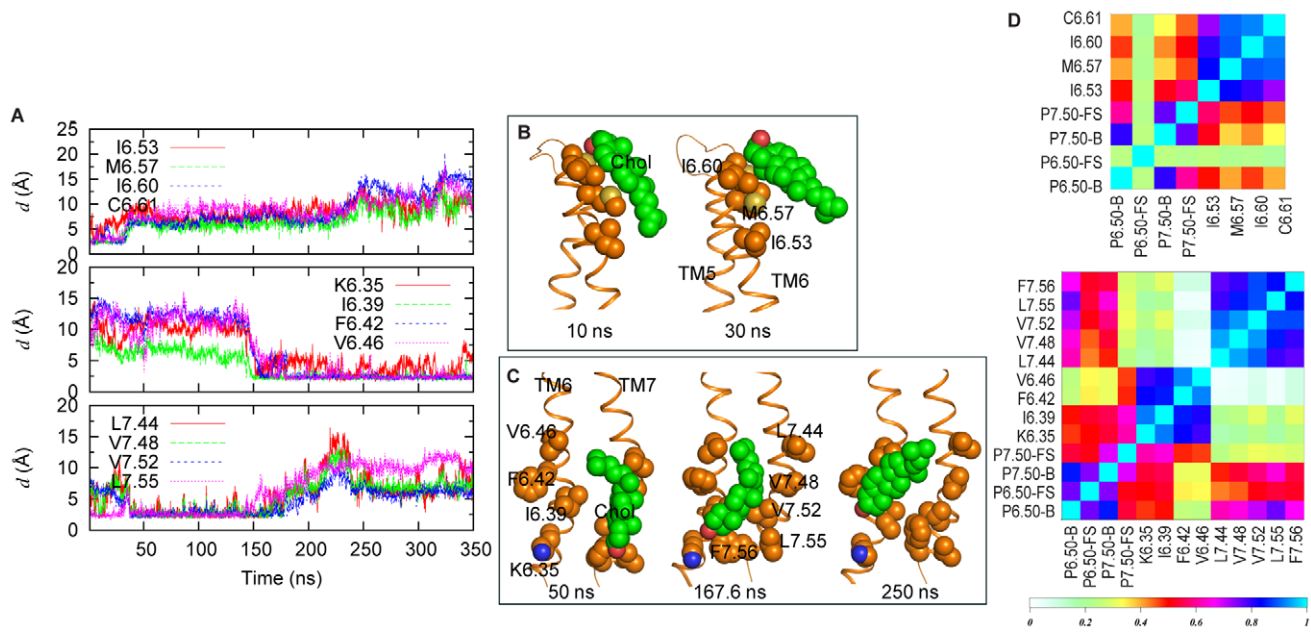 A
25
20
15
10
5
0
d (Å)
I6.53
M6.57
I6.60
C6.61
20
15
10
5
0
d (Å)
K6.35
I6.39
F6.42
V6.46
20
15
10
5
0
d (Å)
L7.44
V7.48
V7.52
L7.55
50 100 150 200 250 300 350
Time (ns)
B
Chol
I6.60
M6.57
I6.53
TM5
TM6
10 ns
30 ns
C
TM6
TM7
V6.46
F6.42
I6.39
K6.35
Chol
50 ns
L7.44
V7.48
V7.52
L7.55
F7.56
167.6 ns
250 ns
D
C6.61
I6.60
M6.57
I6.53
P7.50-FS
P7.50-B
P6.50-FS
P6.50-B
P6.50-B P6.50-FS P7.50-B P7.50-FS I6.53 M6.57 I6.60 C6.61
F7.56
L7.55
V7.52
V7.48
L7.44
V6.46
F6.42
I6.39
K6.35
P7.50-FS
P7.50-B
P6.50-FS
P6.50-B
P6.50-B P6.50-FS P7.50-B P7.50-FS K6.35 I6.39 F6.42 V6.46 L7.44 V7.48 V7.52 L7.55 F7.56
0 0.2 0.4 0.6 0.8 1